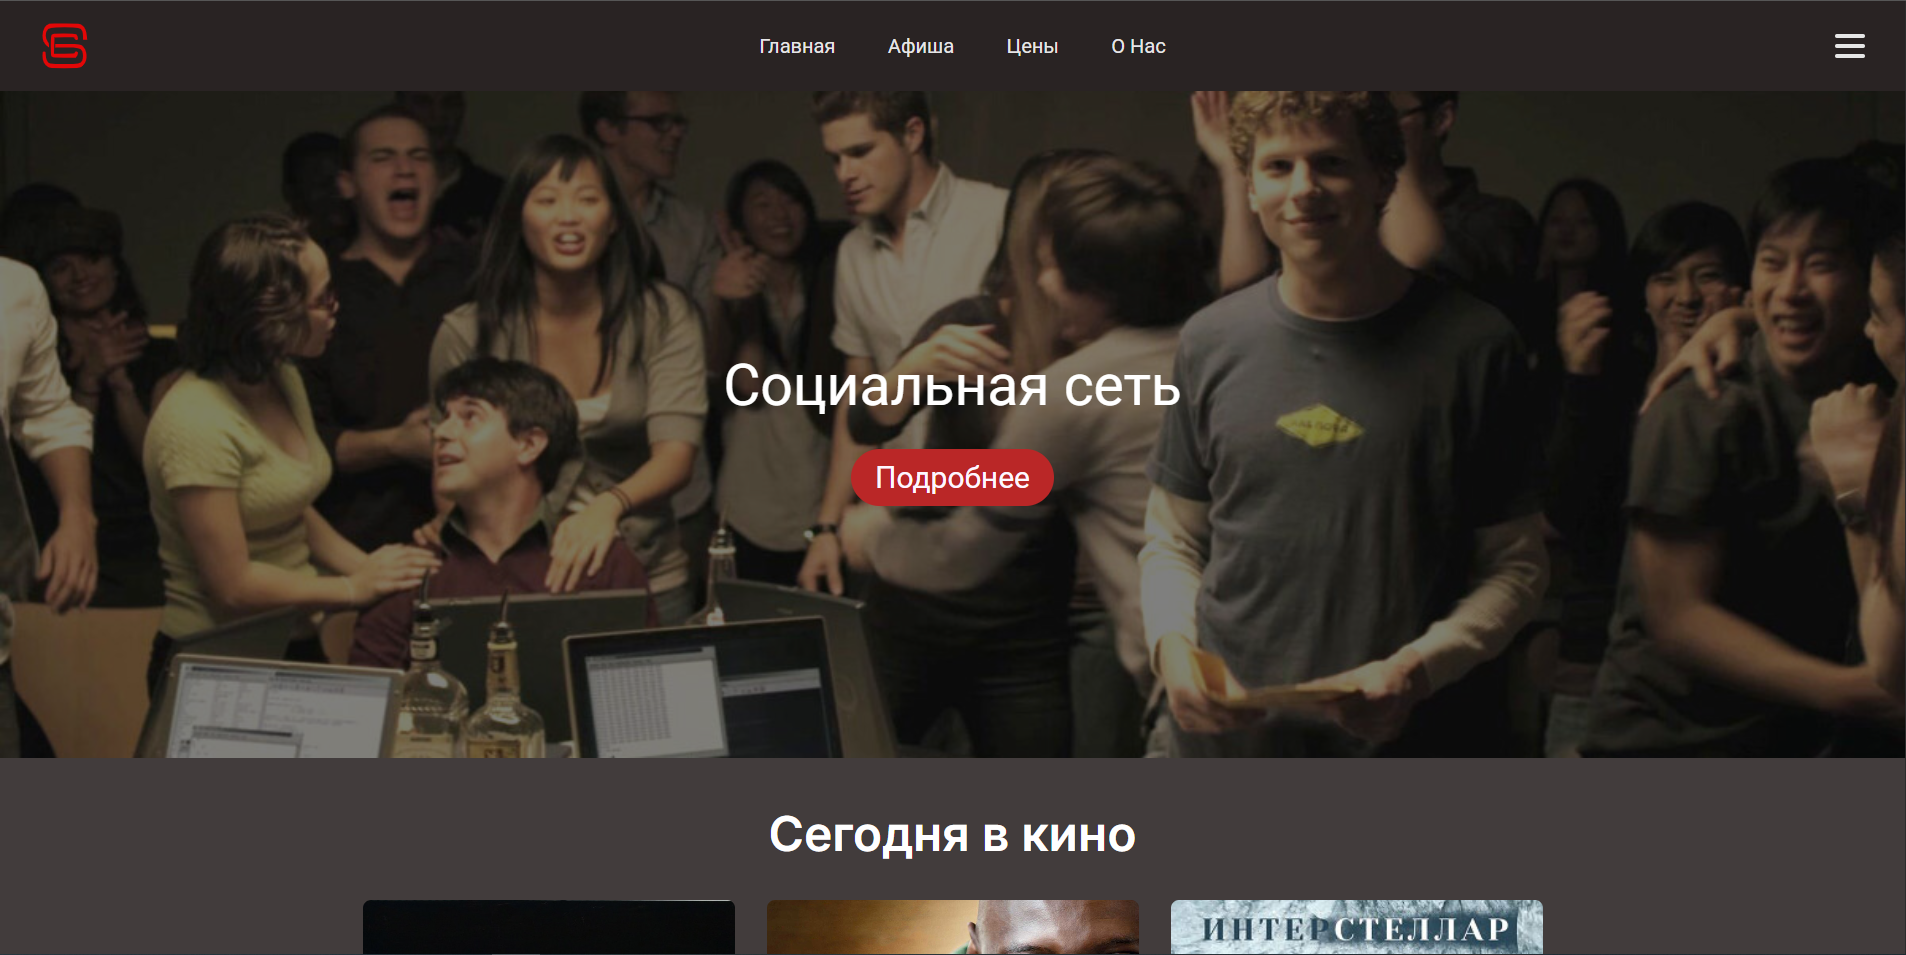 Главная Афиша Цены О Нас
Социальная сеть
Подробнее
Сегодня в кино
ИНТЕРСТЕЛЛАР